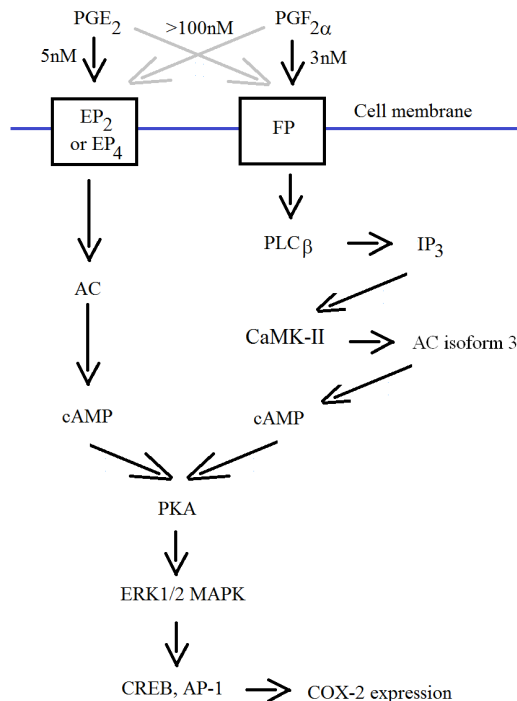 PGE2 >100nM PGF2α
5nM 3nM
EP2
or EP4
FP
Cell membrane
PLCβ IP3
AC
CaMK-II AC isoform 3
cAMP cAMP
PKA
ERK1/2 MAPK
CREB, AP-1 COX-2 expression